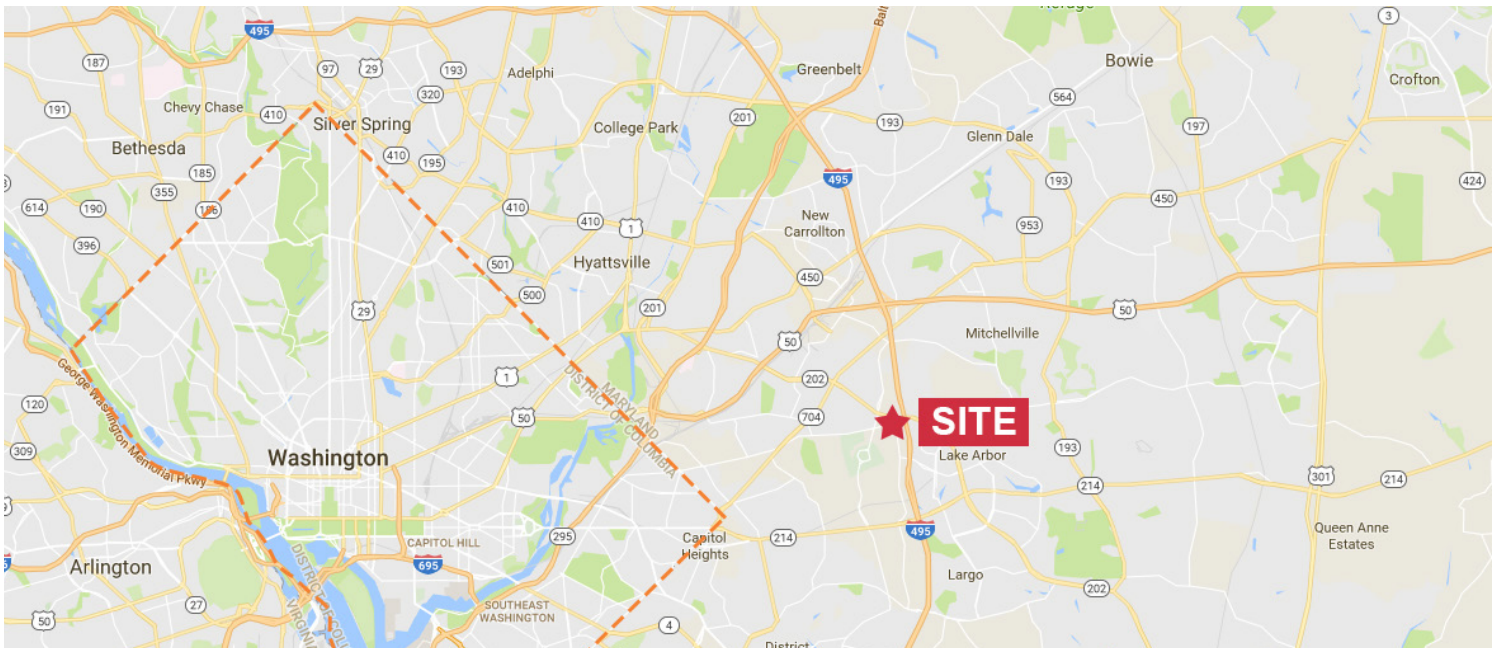 Acreage
495
3
187
97
29
193
Adelphi
Greenbelt
Bowie
Crofton
320
564
191
Chevy Chase
410
Silver Spring
College Park
201
193
197
Bethesda
Glenn Dale
410
195
185
355
495
193
424
614
190
186
410
410
1
New
Carrollton
953
450
396
501
Hyattsville
450
500
201
29
50
50
Mitchellville
George Washington Memorial Pkwy
1
202
MARYLAND
DISTRICT OF COLUMBIA
120
50
704
SITE
309
Washington
Lake Arbor
193
214
301
214
Capitol
Heights
214
495
Queen Anne
Estates
295
CAPITOL HILL
695
Arlington
Largo
202
27
SOUTHEAST
WASHINGTON
50
4
VIRGINIA
District